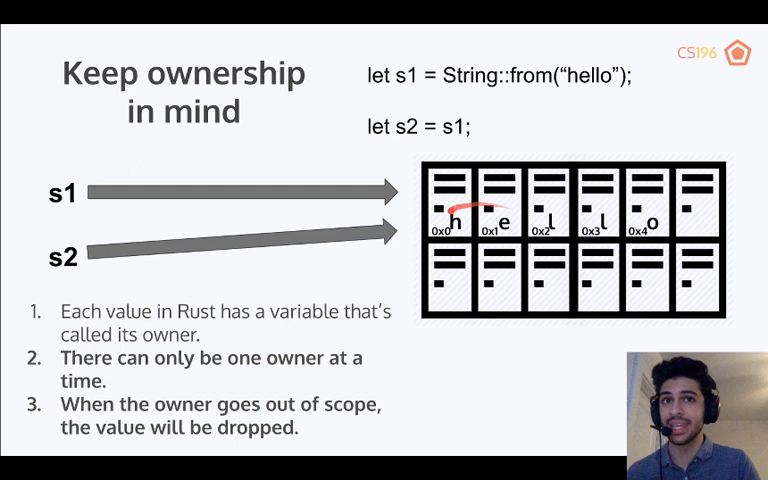 CS196
Keep ownership
in mind
let s1 = String::from(“hello”);
let s2 = s1;
s1
s2
0x0 h 0x1 e 0x2 l 0x3 l 0x4 o
1. Each value in Rust has a variable that’s
called its owner.
2. There can only be one owner at a
time.
3. When the owner goes out of scope,
the value will be dropped.